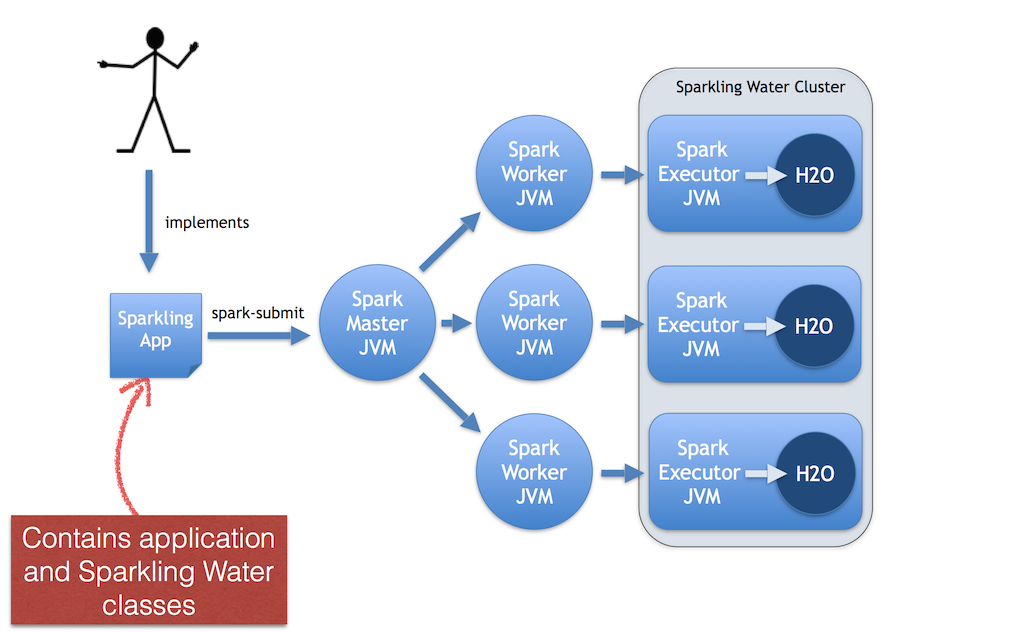 Sparkling Water Cluster
Spark
Worker
JVM
Spark
Executor
JVM
H2O
implements
Sparkling
App
spark-submit
Spark
Master
JVM
Spark
Worker
JVM
Spark
Executor
JVM
H2O
Spark
Worker
JVM
Spark
Executor
JVM
H2O
Contains application
and Sparkling Water
classes